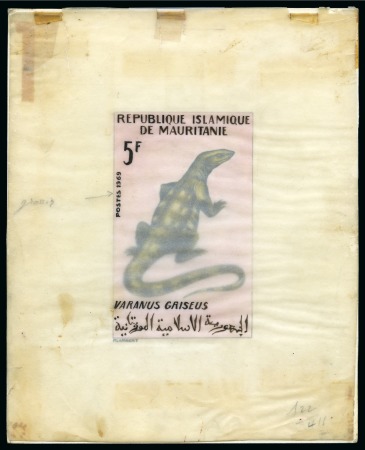 REPUBLIQUE ISLAMIQUE
DE MAURITANIE
5F
POSTES 1969
VARANUS GRISEUS
الجمهورية الاسلامية الموريتانية